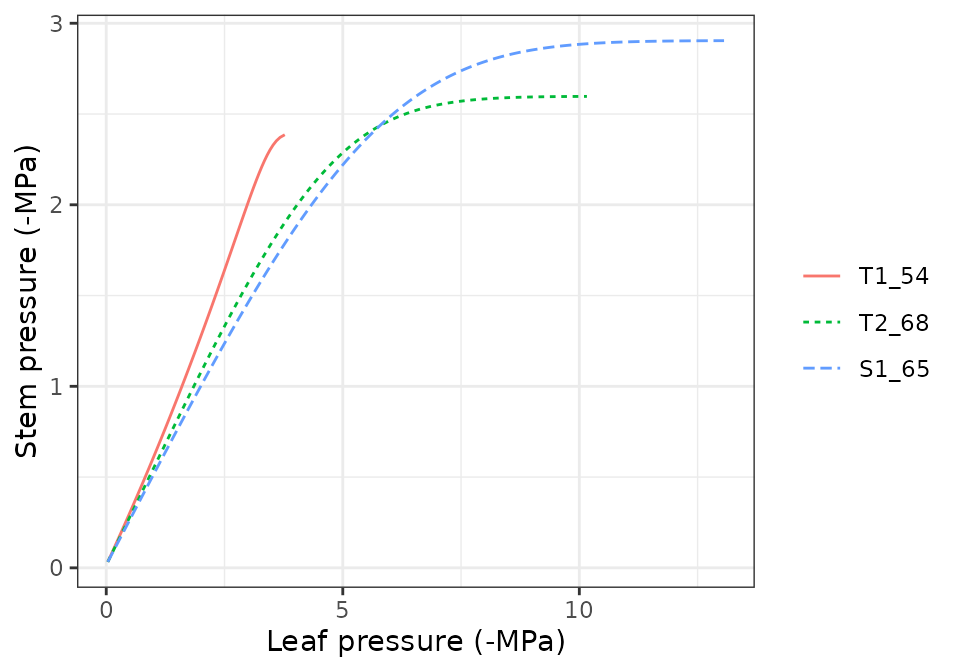 3
2
1
0
Stem pressure (-MPa)
0 5 10
Leaf pressure (-MPa)
T1_54
T2_68
S1_65